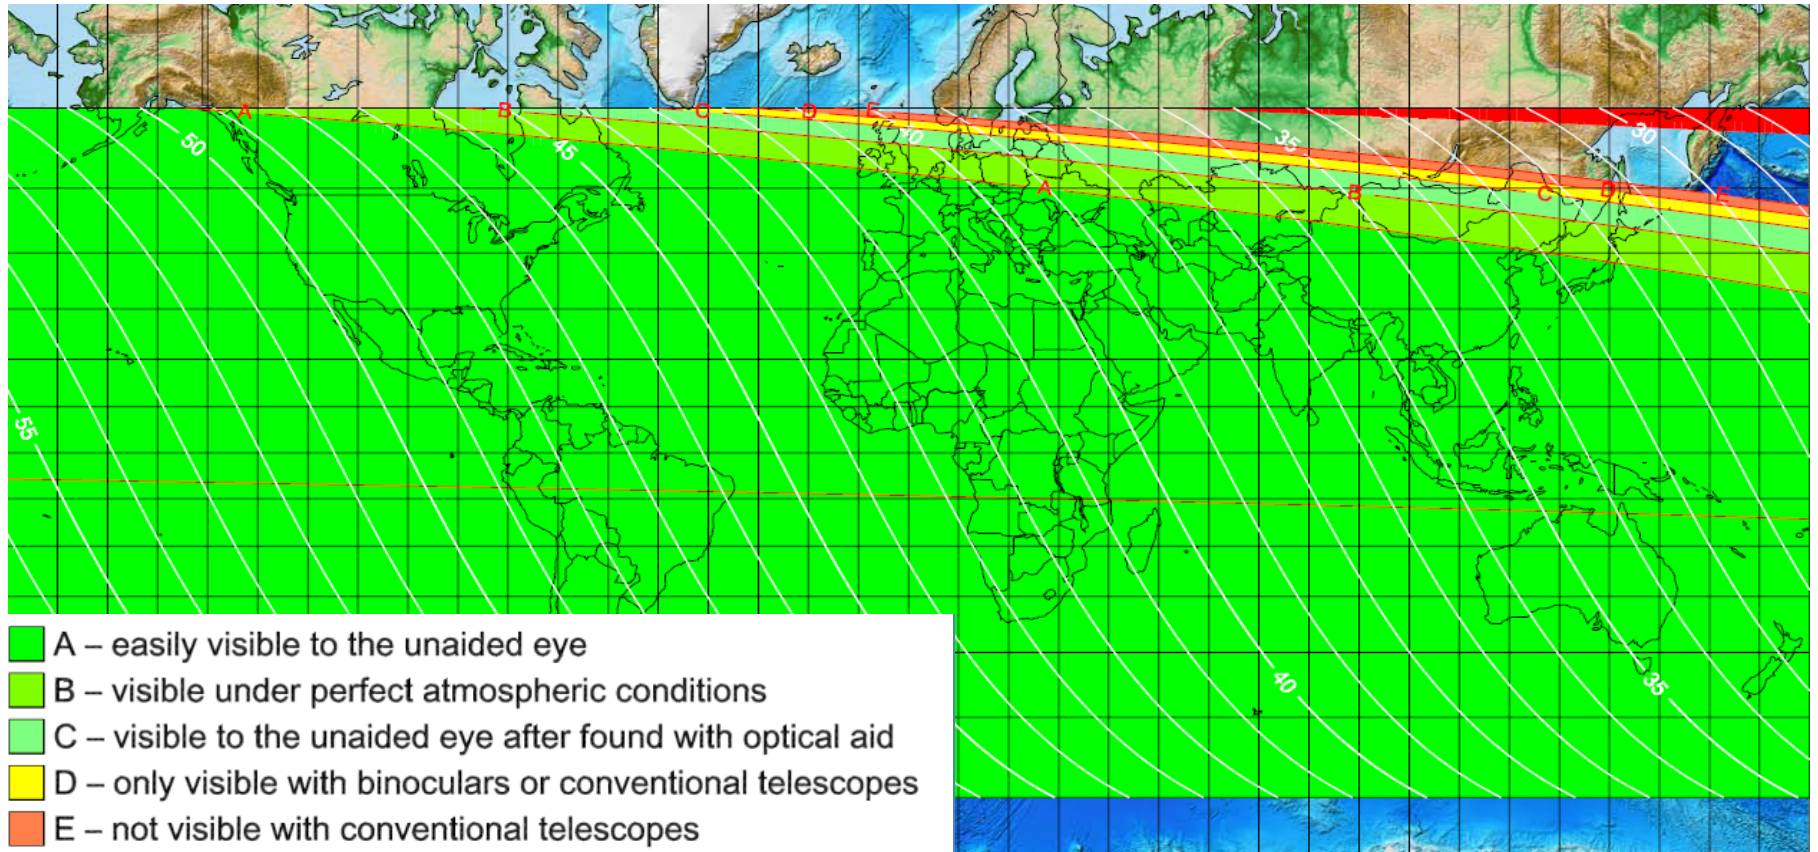 A B C D E
50 45 40 35 30
A B C D E
55
40 35
A – easily visible to the unaided eye
B – visible under perfect atmospheric conditions
C – visible to the unaided eye after found with optical aid
D – only visible with binoculars or conventional telescopes
E – not visible with conventional telescopes